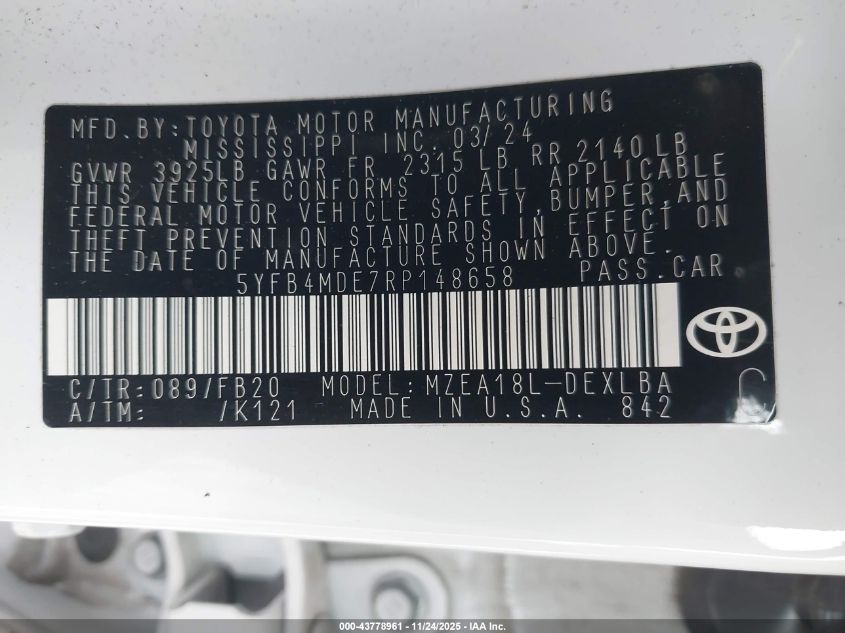 MFD.BY:TOYOTA MOTOR MANUFACTURING
MISSISSIPPI INC. 03/24
GVWR 3925LB GAWR FR 2315 LB RR 2140 LB
THIS VEHICLE CONFORMS TO ALL APPLICABLE
FEDERAL MOTOR VEHICLE SAFETY, BUMPER, AND
THEFT PREVENTION STANDARDS IN EFFECT ON
THE DATE OF MANUFACTURE SHOWN ABOVE.
5YFB4MDE7RP148658 PASS.CAR
C/TR: 089/FB20 MODEL: MZEA18L-DEXLBA
A/TM: /K121 MADE IN U.S.A. 842
C
000-43778961 | 11/24/2025 - IAA Inc.